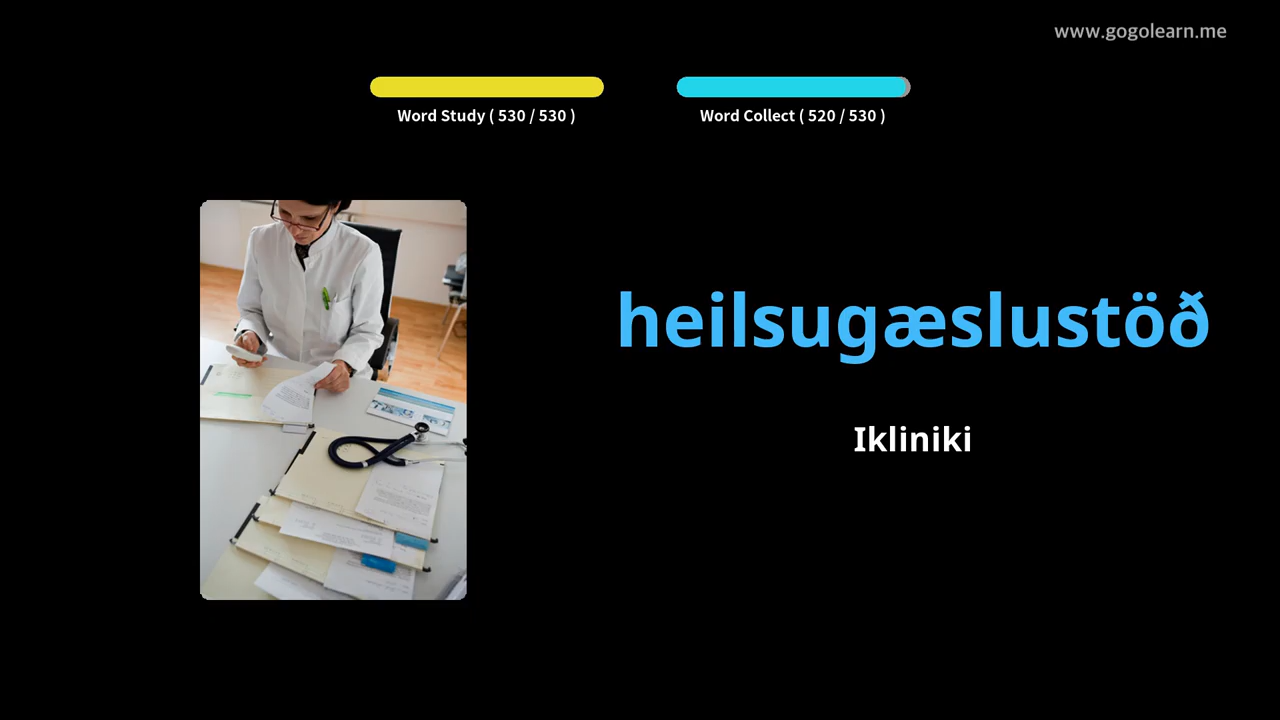 www.gogolearn.me
Word Study ( 530 / 530 )
Word Collect ( 520 / 530 )
heilsugæslustöð
Ikliniki